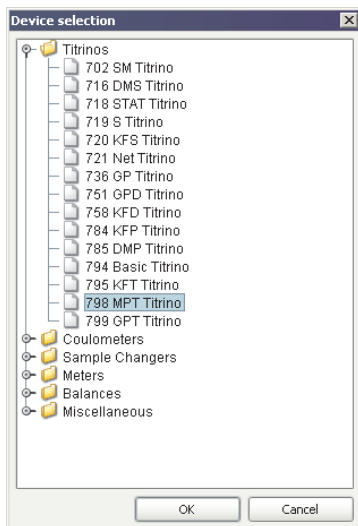 Device selection
Titrinos
702 SM Titrino
716 DMS Titrino
718 STAT Titrino
719 S Titrino
720 KFS Titrino
721 Net Titrino
736 GP Titrino
751 GPD Titrino
758 KFD Titrino
784 KFP Titrino
785 DMP Titrino
794 Basic Titrino
795 KFT Titrino
798 MPT Titrino
799 GPT Titrino
Coulometers
Sample Changers
Meters
Balances
Miscellaneous
OK Cancel